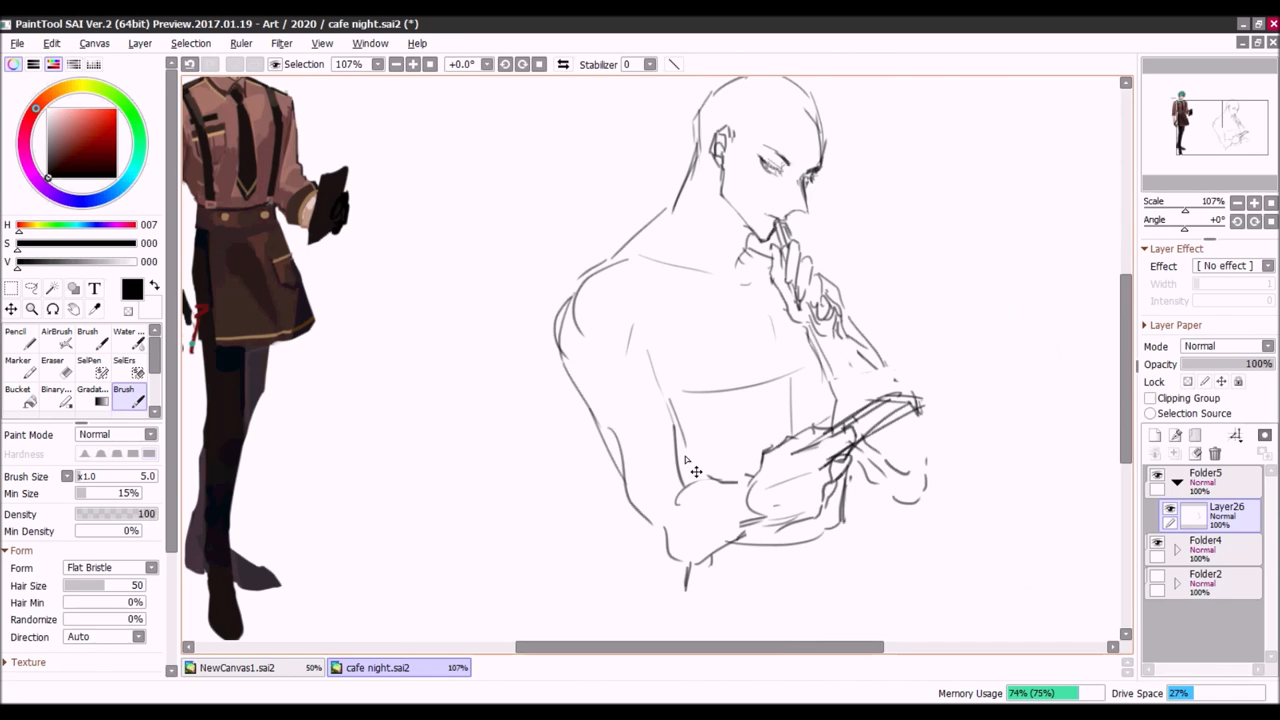 PaintTool SAI Ver.2 (64bit) Preview.2017.01.19 - Art / 2020 / cafe night.sai2 (*)
File Edit Canvas Layer Selection Ruler Filter View Window Help
Selection 107% +0.0° Stabilizer 0
Scale 107%
Angle +0°
H 007
S 000
V 000
T
Pencil AirBrush Brush Water ...
Marker Eraser SelPen SelErs
Bucket Binary... Gradat... Brush
Paint Mode Normal
Hardness
Brush Size x1.0 5.0
Min Size 15%
Density 100
Min Density 0%
Form
Form Flat Bristle
Hair Size 50
Hair Min 0%
Randomize 0%
Direction Auto
Texture
Layer Effect
Effect [ No effect ]
Width 1
Intensity 0
Layer Paper
Mode Normal
Opacity 100%
Lock
Clipping Group
Selection Source
Folder5
Normal
100%
Layer26
Normal
100%
Folder4
Normal
100%
Folder2
Normal
100%
NewCanvas1.sai2 50% cafe night.sai2 107%
Memory Usage 74% (75%) Drive Space 27%